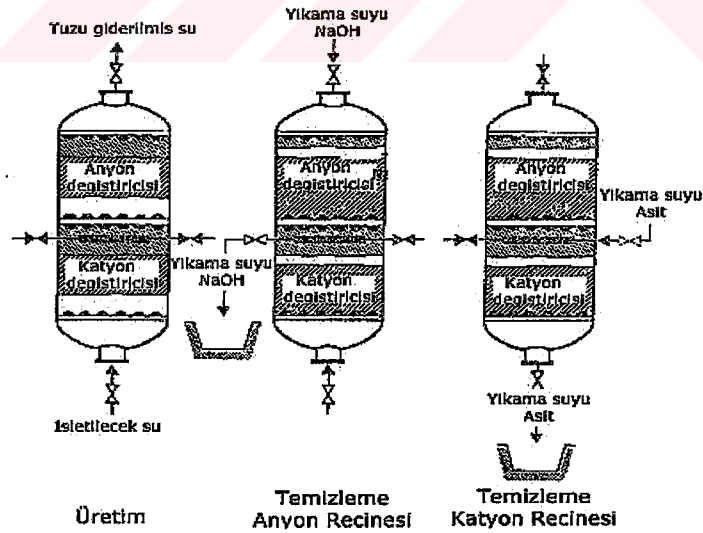 Tuzu giderilmis su
Anyon
degistiricisi
Katyon
degistiricisi
Isletilecek su
Üretim
Yikama suyu
NaOH
Anyon
degistiricisi
Katyon
degistiricisi
Yikama suyu
NaOH
Temizleme
Anyon Recinesi
Anyon
degistiricisi
Yikama suyu
Asit
Katyon
degistiricisi
Yikama suyu
Asit
Temizleme
Katyon Recinesi